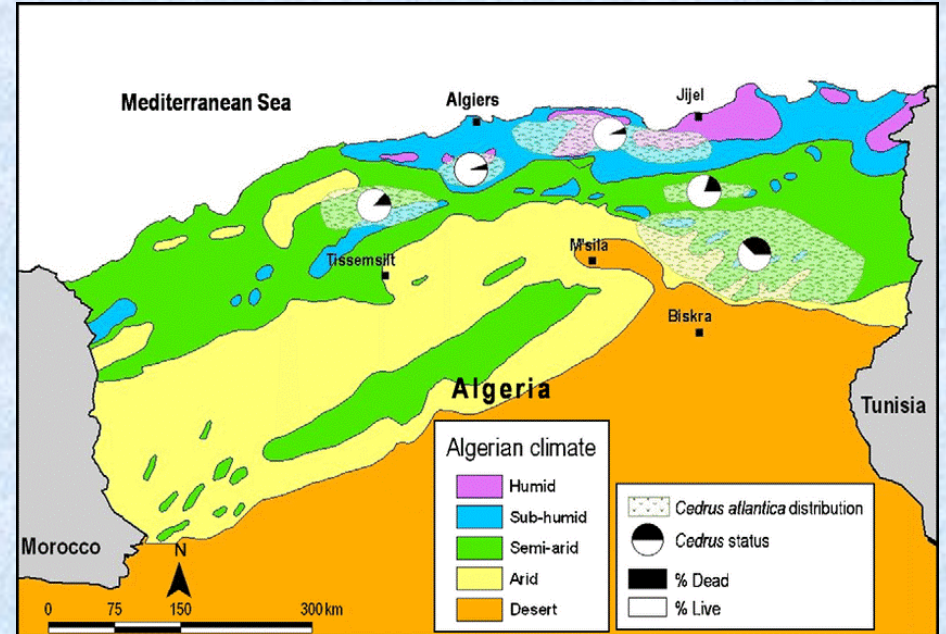 Mediterranean Sea
Algiers
Jijel
Tissemsilt
M'sila
Biskra
Algeria
Tunisia
Morocco
N
0 75 150 300 km
Algerian climate
Humid
Sub-humid
Semi-arid
Arid
Desert
Cedrus atlantica distribution
Cedrus status
% Dead
% Live